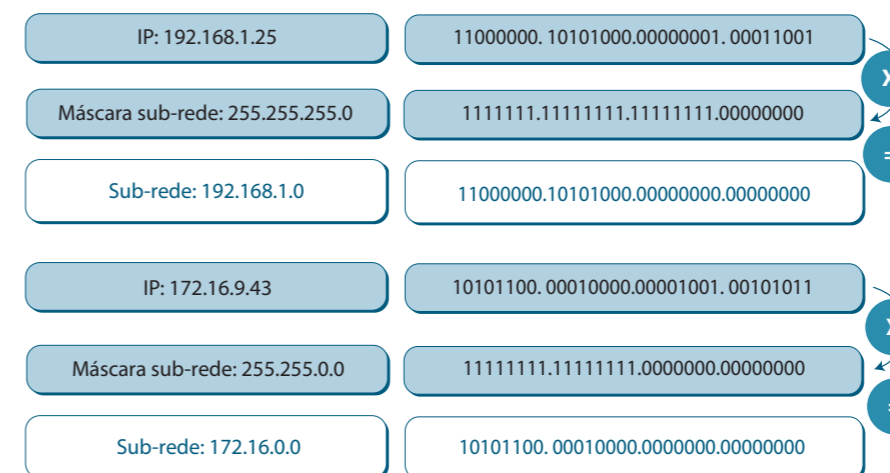 IP: 192.168.1.25 11000000. 10101000.00000001. 00011001
X
Máscara sub-rede: 255.255.255.0 1111111.11111111.11111111.00000000
=
Sub-rede: 192.168.1.0 11000000.10101000.00000000.00000000
IP: 172.16.9.43 10101100. 00010000.00001001. 00101011
X
Máscara sub-rede: 255.255.0.0 11111111.11111111.0000000.00000000
=
Sub-rede: 172.16.0.0 10101100. 00010000.0000000.00000000